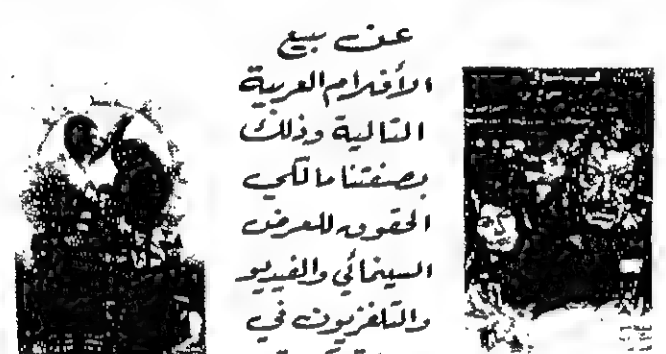 عن بيع
الأفلام العربية
التالية وذلك
بصفتنا مالكي
الحقوق للعرض
السينمائي والفيديو
والتلفزيون في